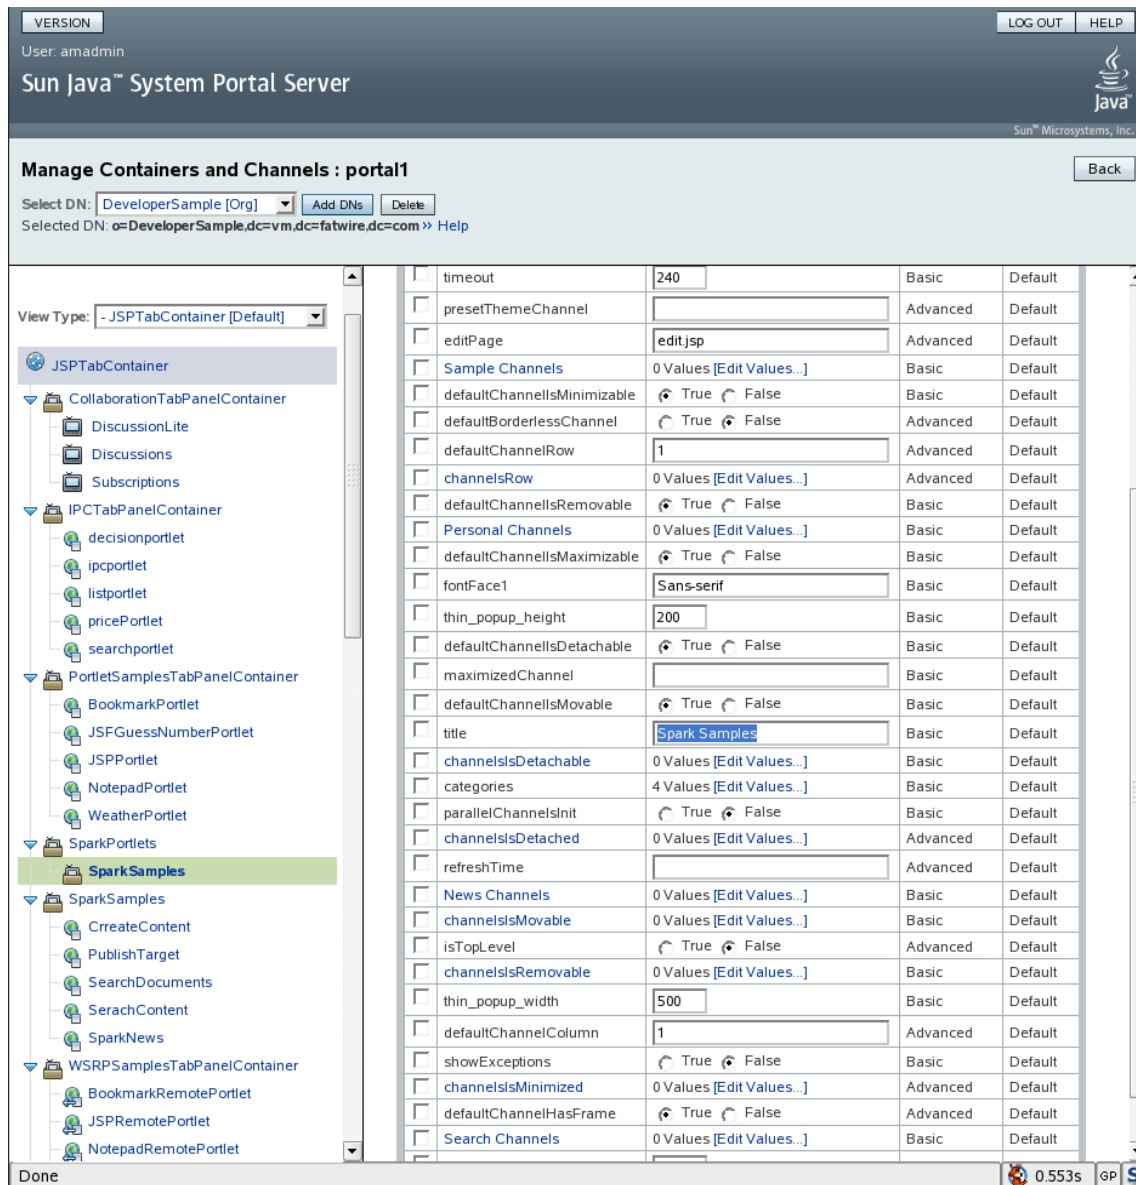 VERSION
LOG OUT HELP
User: amadmin
Sun Java™ System Portal Server
Java™
Sun™ Microsystems, Inc.
Manage Containers and Channels : portal1
Back
Select DN: DeveloperSample [Org] Add DNs Delete
Selected DN: o=DeveloperSample,dc=vm,dc=fatwire,dc=com ›› Help
View Type: - JSPTabContainer [Default]
JSPTabContainer
CollaborationTabPanelContainer
DiscussionLite
Discussions
Subscriptions
IPCTabPanelContainer
decisionportlet
ipcportlet
listportlet
pricePortlet
searchportlet
PortletSamplesTabPanelContainer
BookmarkPortlet
JSFGuessNumberPortlet
JSPPortlet
NotepadPortlet
WeatherPortlet
SparkPortlets
SparkSamples
SparkSamples
CrreateContent
PublishTarget
SearchDocuments
SerachContent
SparkNews
WSRPSamplesTabPanelContainer
BookmarkRemotePortlet
JSPRemotePortlet
NotepadRemotePortlet
timeout 240 Basic Default
presetThemeChannel Advanced Default
editPage edit.jsp Advanced Default
Sample Channels 0 Values [Edit Values...] Basic Default
defaultChannelIsMinimizable True False Basic Default
defaultBorderlessChannel True False Advanced Default
defaultChannelRow 1 Advanced Default
channelsRow 0 Values [Edit Values...] Advanced Default
defaultChannelIsRemovable True False Basic Default
Personal Channels 0 Values [Edit Values...] Basic Default
defaultChannelIsMaximizable True False Basic Default
fontFace1 Sans-serif Basic Default
thin_popup_height 200 Basic Default
defaultChannelIsDetachable True False Basic Default
maximizedChannel Basic Default
defaultChannelIsMovable True False Basic Default
title Spark Samples Basic Default
channelsIsDetachable 0 Values [Edit Values...] Basic Default
categories 4 Values [Edit Values...] Basic Default
parallelChannelsInit True False Basic Default
channelsIsDetached 0 Values [Edit Values...] Advanced Default
refreshTime Advanced Default
News Channels 0 Values [Edit Values...] Basic Default
channelsIsMovable 0 Values [Edit Values...] Basic Default
isTopLevel True False Advanced Default
channelsIsRemovable 0 Values [Edit Values...] Basic Default
thin_popup_width 500 Basic Default
defaultChannelColumn 1 Advanced Default
showExceptions True False Basic Default
channelsIsMinimized 0 Values [Edit Values...] Advanced Default
defaultChannelHasFrame True False Advanced Default
Search Channels 0 Values [Edit Values...] Basic Default
Done
0.553s GP S